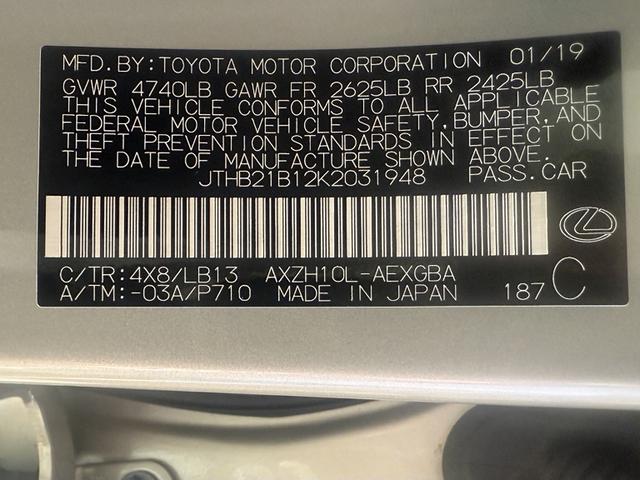 MFD.BY:TOYOTA MOTOR CORPORATION 01/19
GVWR 4740LB GAWR FR 2625LB RR 2425LB
THIS VEHICLE CONFORMS TO ALL APPLICABLE
FEDERAL MOTOR VEHICLE SAFETY,BUMPER,AND
THEFT PREVENTION STANDARDS IN EFFECT ON
THE DATE OF MANUFACTURE SHOWN ABOVE.
JTHB21B12K2031948 PASS.CAR
C/TR:4X8/LB13 AXZH10L-AEXGBA
A/TM:-03A/P710 MADE IN JAPAN 187 C